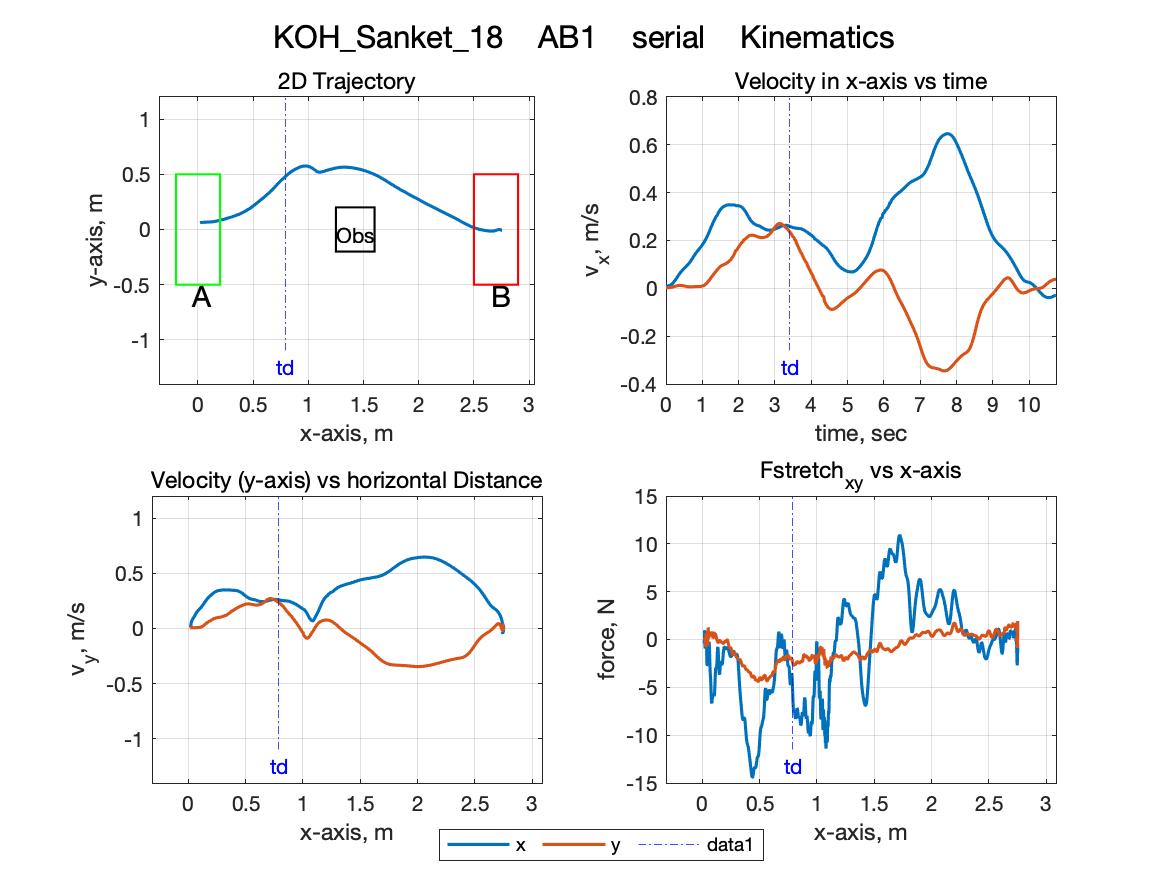 KOH_Sanket_18 AB1 serial Kinematics
2D Trajectory
1
0.5
0
-0.5
-1
y-axis, m
A
Obs
B
td
0 0.5 1 1.5 2 2.5 3
x-axis, m
Velocity in x-axis vs time
0.8
0.6
0.4
0.2
0
-0.2
-0.4
vx, m/s
td
0 1 2 3 4 5 6 7 8 9 10
time, sec
Velocity (y-axis) vs horizontal Distance
1
0.5
0
-0.5
-1
vy, m/s
td
0 0.5 1 1.5 2 2.5 3
x-axis, m
Fstretchxy vs x-axis
15
10
5
0
-5
-10
-15
force, N
td
0 0.5 1 1.5 2 2.5 3
x-axis, m
x y data1